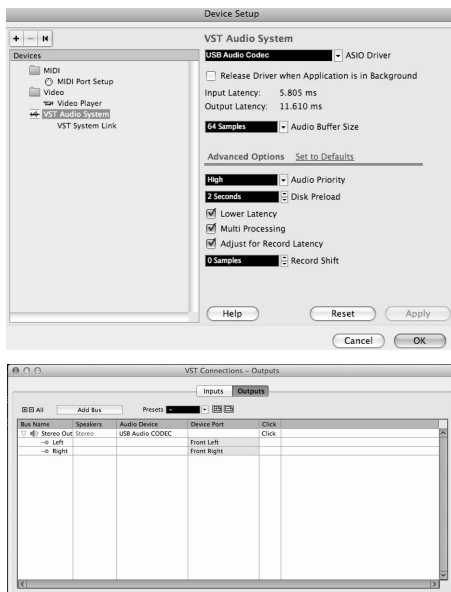 Device Setup
+ - |◀
Devices
MIDI
MIDI Port Setup
Video
Video Player
VST Audio System
VST System Link
VST Audio System
USB Audio Codec ASIO Driver
Release Driver when Application is in Background
Input Latency: 5.805 ms
Output Latency: 11.610 ms
64 Samples Audio Buffer Size
Advanced Options Set to Defaults
High Audio Priority
2 Seconds Disk Preload
Lower Latency
Multi Processing
Adjust for Record Latency
0 Samples Record Shift
Help Reset Apply
Cancel OK
VST Connections – Outputs
Inputs Outputs
All Add Bus Presets –
Bus Name Speakers Audio Device Device Port Click
Stereo Out Stereo USB Audio CODEC Click
Left Front Left
Right Front Right